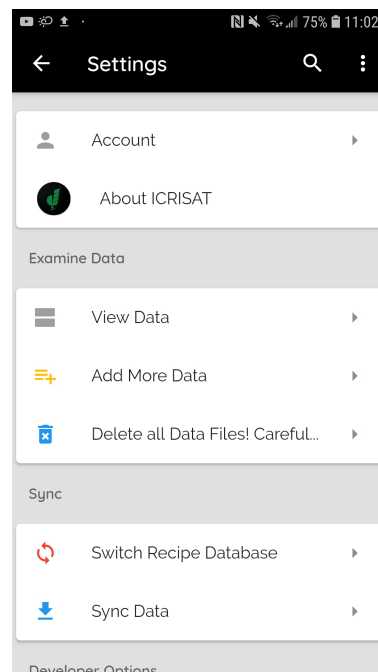 75% 11:02
Settings
Account
About ICRISAT
Examine Data
View Data
Add More Data
Delete all Data Files! Careful...
Sync
Switch Recipe Database
Sync Data
Developer Options